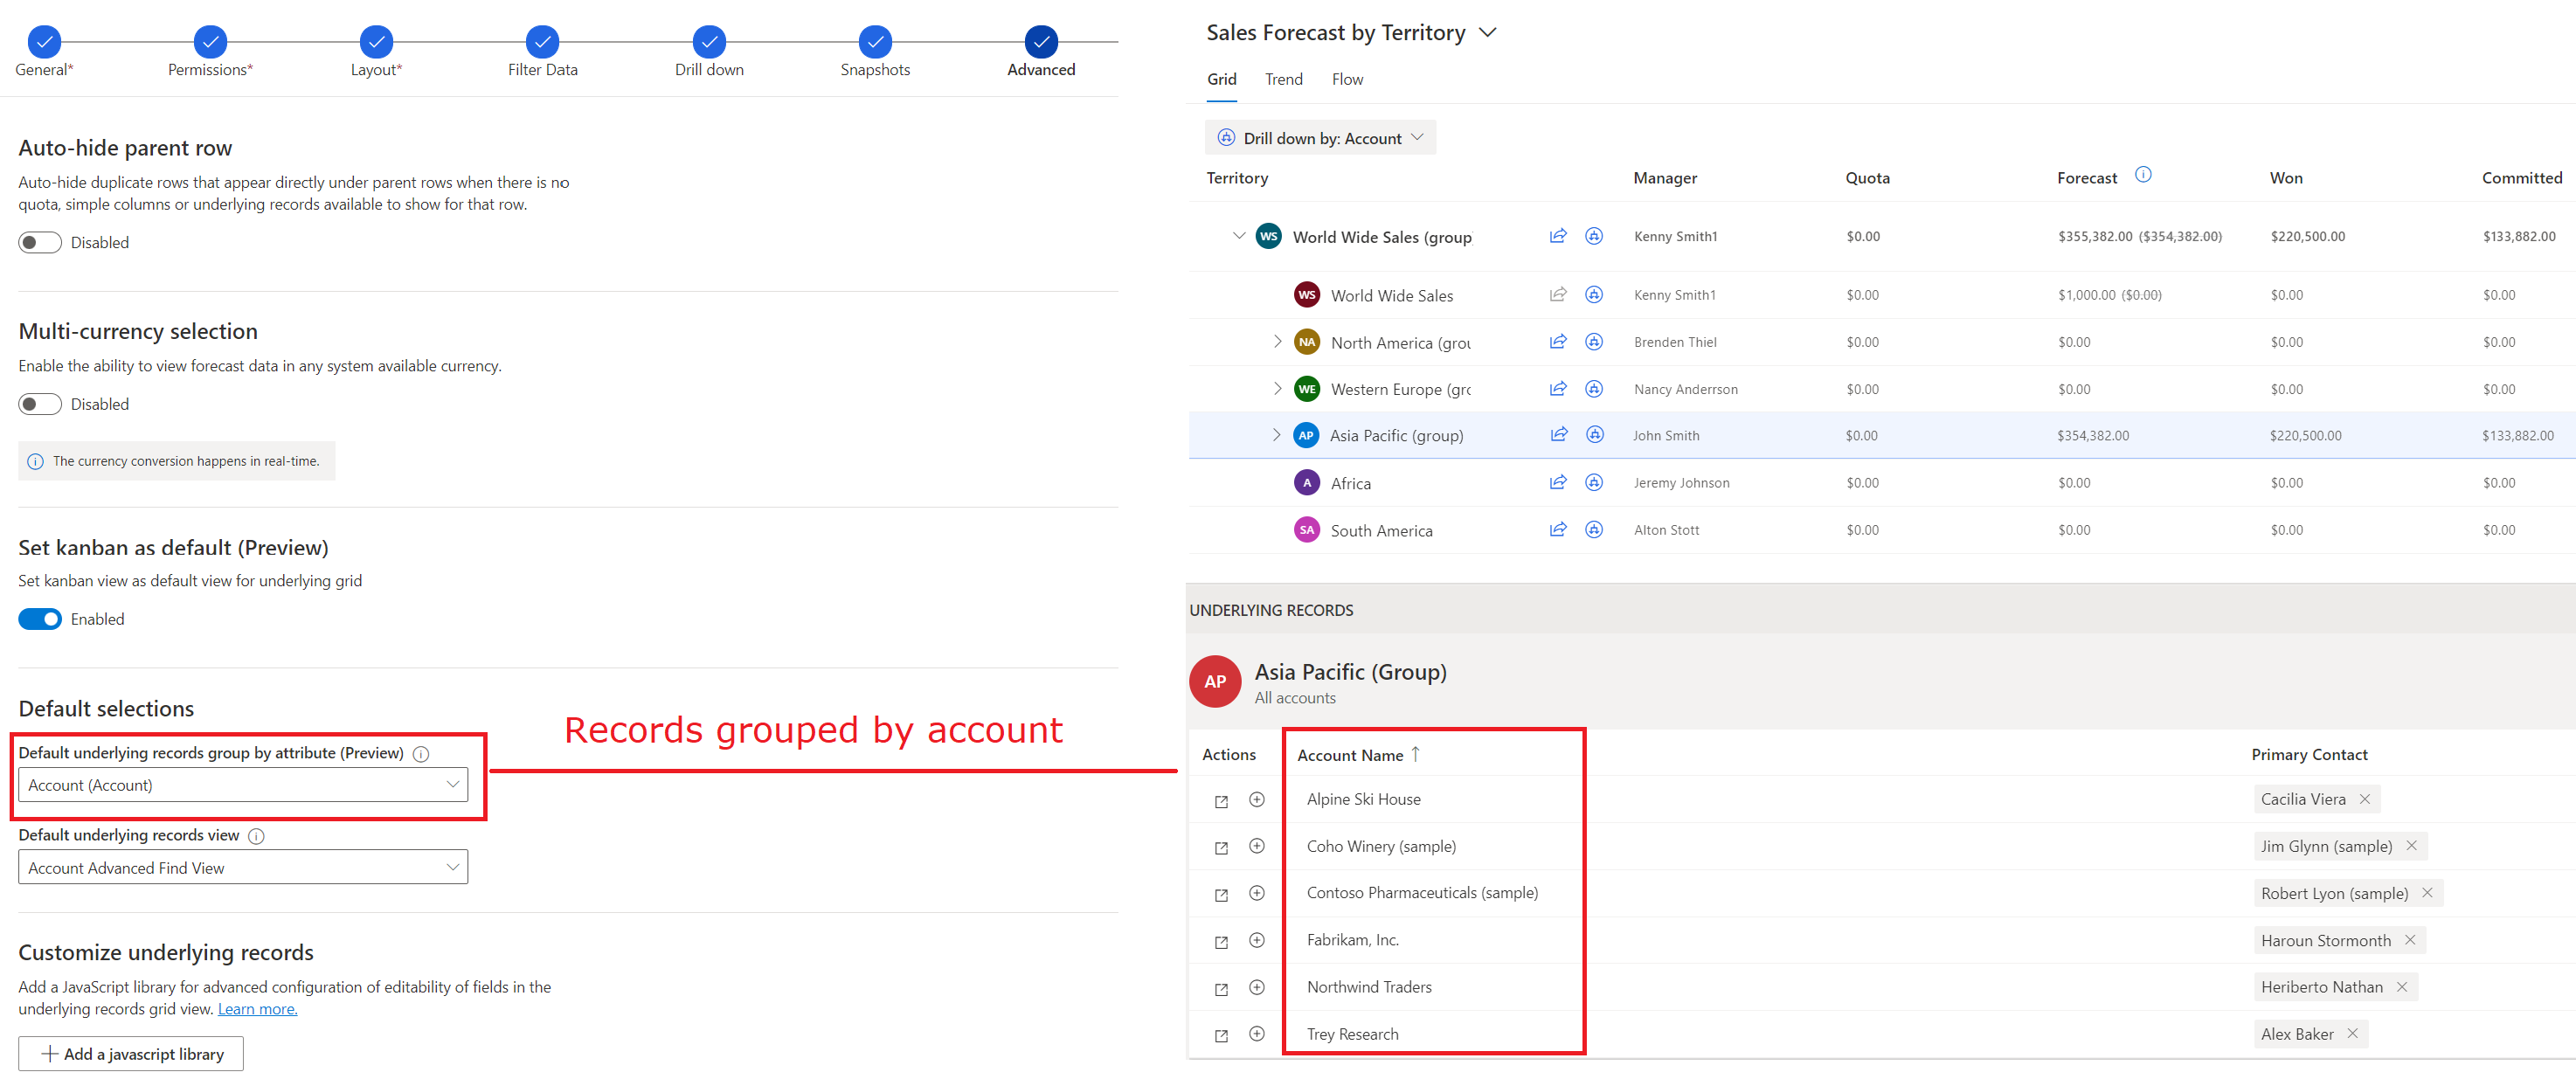 General*
Permissions*
Layout*
Filter Data
Drill down
Snapshots
Advanced
Auto-hide parent row
Auto-hide duplicate rows that appear directly under parent rows when there is no
quota, simple columns or underlying records available to show for that row.
Disabled
Multi-currency selection
Enable the ability to view forecast data in any system available currency.
Disabled
The currency conversion happens in real-time.
Set kanban as default (Preview)
Set kanban view as default view for underlying grid
Enabled
Default selections
Default underlying records group by attribute (Preview)
Account (Account)
Default underlying records view
Account Advanced Find View
Customize underlying records
Add a JavaScript library for advanced configuration of editability of fields in the
underlying records grid view. Learn more.
Add a javascript library
Records grouped by account
Sales Forecast by Territory
Grid Trend Flow
Drill down by: Account
Territory Manager Quota Forecast Won Committed
WS World Wide Sales (group Kenny Smith1 $0.00 $355,382.00 ($354,382.00) $220,500.00 $133,882.00
WS World Wide Sales Kenny Smith1 $0.00 $1,000.00 ($0.00) $0.00 $0.00
NA North America (grou Brenden Thiel $0.00 $0.00 $0.00 $0.00
WE Western Europe (grc Nancy Anderrson $0.00 $0.00 $0.00 $0.00
AP Asia Pacific (group) John Smith $0.00 $354,382.00 $220,500.00 $133,882.00
A Africa Jeremy Johnson $0.00 $0.00 $0.00 $0.00
SA South America Alton Stott $0.00 $0.00 $0.00 $0.00
UNDERLYING RECORDS
AP Asia Pacific (Group)
All accounts
Actions Account Name ↑ Primary Contact
Alpine Ski House Cacilia Viera
Coho Winery (sample) Jim Glynn (sample)
Contoso Pharmaceuticals (sample) Robert Lyon (sample)
Fabrikam, Inc. Haroun Stormonth
Northwind Traders Heriberto Nathan
Trey Research Alex Baker